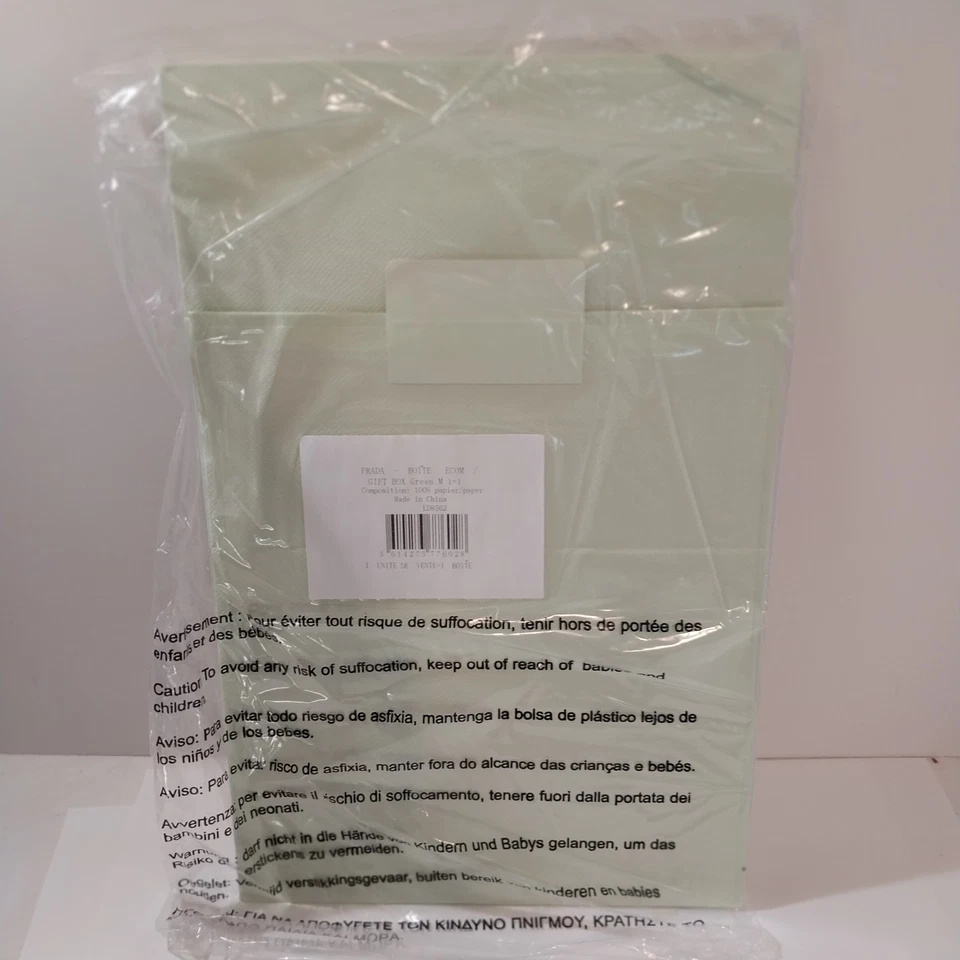 PRADA - BOÎTE ECOM /
GIFT BOX Green M 1=1
Composition: 100% papier/paper
Made in China
1 UNITE DE VENTE=1 BOITE
Avertissement : Pour éviter tout risque de suffocation, tenir hors de portée des
enfants et des bébés.
Caution To avoid any risk of suffocation, keep out of reach of babies and
children
Aviso: Para evitar todo riesgo de asfixia, mantenga la bolsa de plástico lejos de
los niños y de los bebes.
Aviso: Para evitar risco de asfixia, manter fora do alcance das crianças e bebés.
Avvertenza: per evitare il rischio di soffocamento, tenere fuori dalla portata dei
bambini e dei neonati.
darf nicht in die Hände von Kindern und Babys gelangen, um das
Risiko erstickens zu vermeiden.
verstikkingsgevaar, buiten bereik van kinderen en babies
houden.
ΓΙΑ ΝΑ ΑΠΟΦΥΓΕΤΕ ΤΟΝ ΚΙΝΔΥΝΟ ΠΝΙΓΜΟΥ, ΚΡΑΤΗΣΤΕ ΤΟ